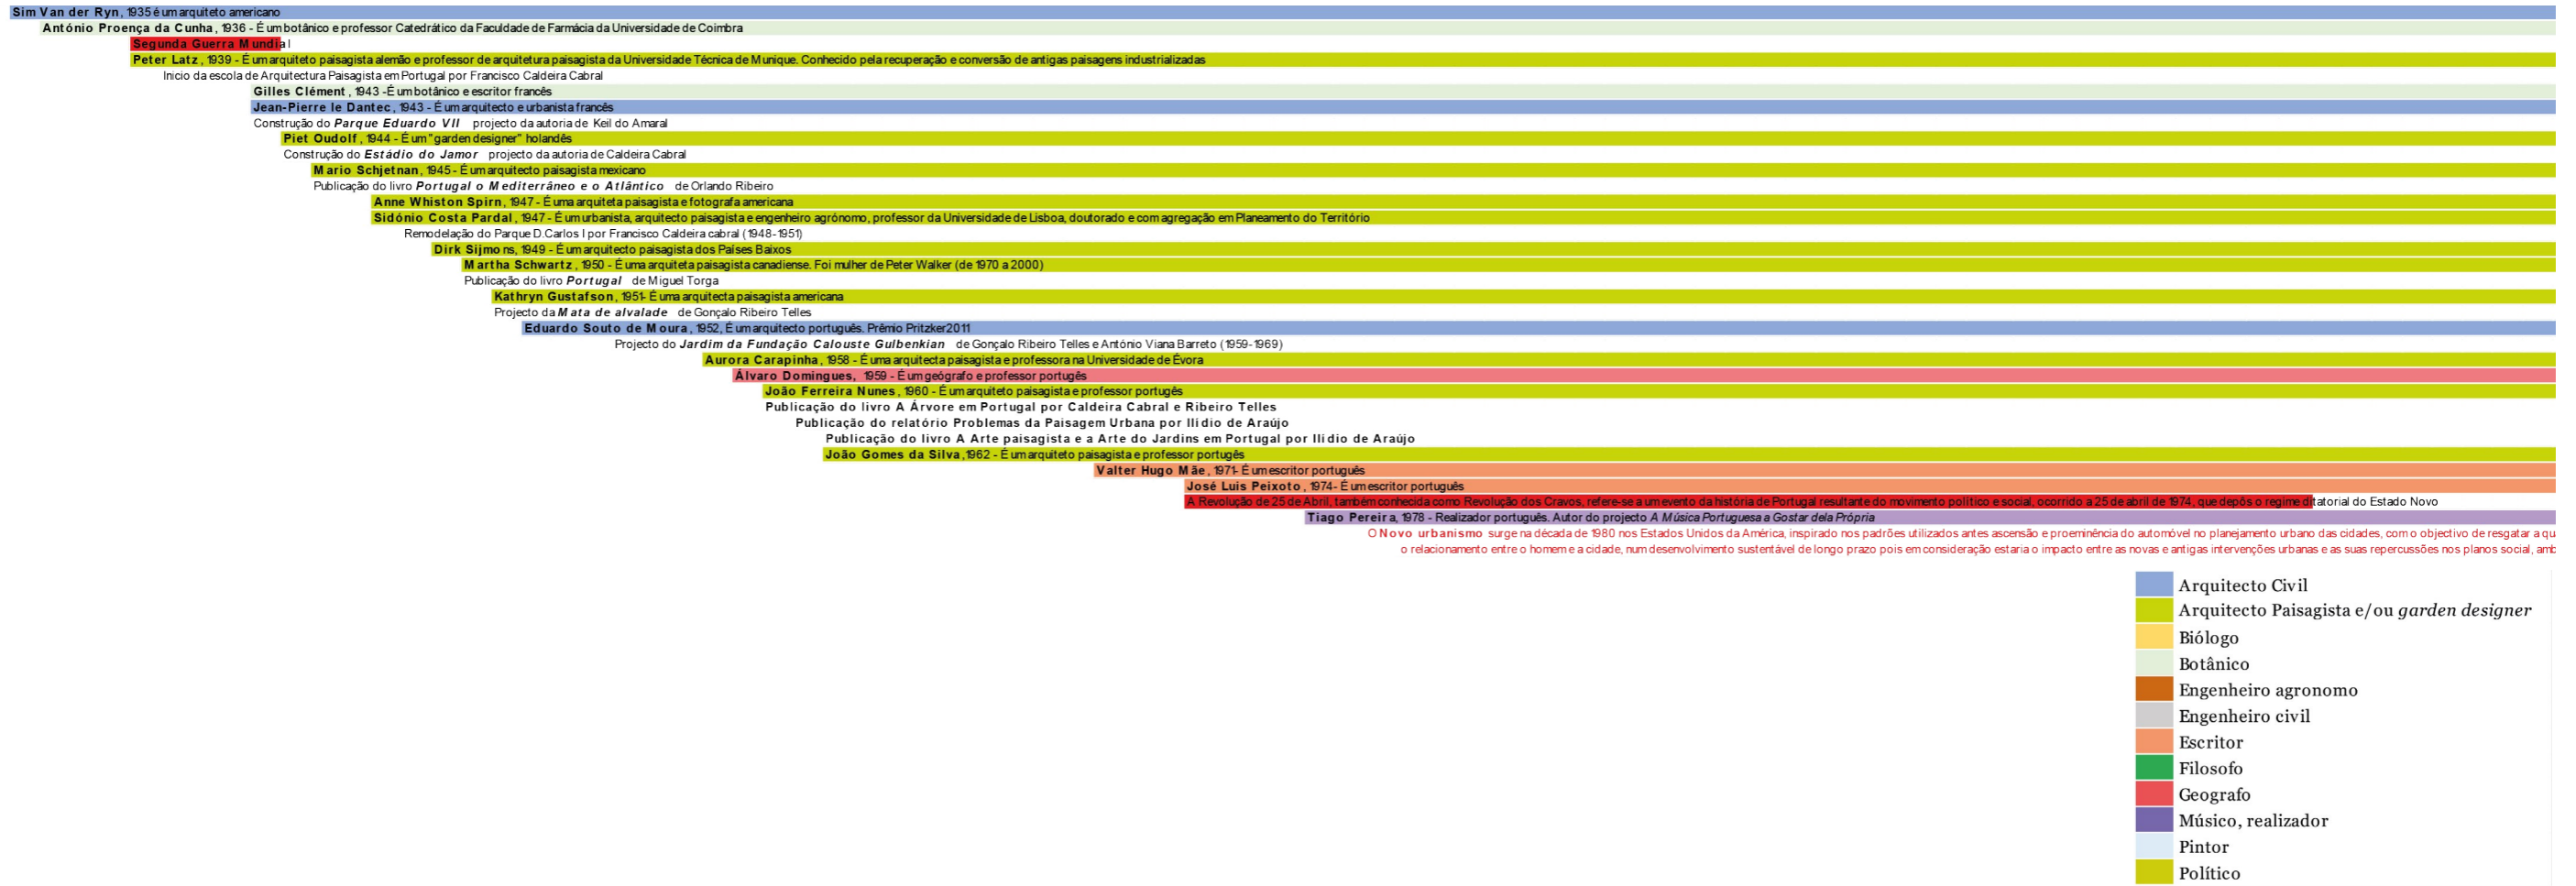 Sim Van der Ryn, 1935 é um arquiteto americano
António Proença da Cunha, 1936 - É um botânico e professor Catedrático da Faculdade de Farmácia da Universidade de Coimbra
Segunda Guerra Mundial
Peter Latz, 1939 - É um arquiteto paisagista alemão e professor de arquitetura paisagista da Universidade Técnica de Munique. Conhecido pela recuperação e conversão de antigas paisagens industrializadas
Inicio da escola de Arquitectura Paisagista em Portugal por Francisco Caldeira Cabral
Gilles Clément, 1943 -É um botânico e escritor francês
Jean-Pierre le Dantec, 1943 - É um arquitecto e urbanista francês
Construção do Parque Eduardo VII projecto da autoria de Keil do Amaral
Piet Oudolf, 1944 - É um "garden designer" holandês
Construção do Estádio do Jamor projecto da autoria de Caldeira Cabral
Mario Schjetnan, 1945 - É um arquitecto paisagista mexicano
Publicação do livro Portugal o Mediterrâneo e o Atlântico de Orlando Ribeiro
Anne Whiston Spirn, 1947 - É uma arquiteta paisagista e fotografa americana
Sidónio Costa Pardal, 1947 - É um urbanista, arquitecto paisagista e engenheiro agrónomo, professor da Universidade de Lisboa, doutorado e com agregação em Planeamento do Território
Remodelação do Parque D.Carlos I por Francisco Caldeira cabral (1948-1951)
Dirk Sijmons, 1949 - É um arquitecto paisagista dos Países Baixos
Martha Schwartz, 1950 - É uma arquiteta paisagista canadiense. Foi mulher de Peter Walker (de 1970 a 2000)
Publicação do livro Portugal de Miguel Torga
Kathryn Gustafson, 1951- É uma arquitecta paisagista americana
Projecto da Mata de alvalade de Gonçalo Ribeiro Telles
Eduardo Souto de Moura, 1952, É um arquitecto português. Prêmio Pritzker2011
Projecto do Jardim da Fundação Calouste Gulbenkian de Gonçalo Ribeiro Telles e António Viana Barreto (1959-1969)
Aurora Carapinha, 1958 - É uma arquitecta paisagista e professora na Universidade de Évora
Álvaro Domingues, 1959 - É um geógrafo e professor portugês
João Ferreira Nunes, 1960 - É um arquiteto paisagista e professor portugês
Publicação do livro A Árvore em Portugal por Caldeira Cabral e Ribeiro Telles
Publicação do relatório Problemas da Paisagem Urbana por Ilidio de Araújo
Publicação do livro A Arte paisagista e a Arte do Jardins em Portugal por Ilidio de Araújo
João Gomes da Silva,1962 - É um arquiteto paisagista e professor portugês
Valter Hugo Mãe, 1971- É um escritor português
José Luis Peixoto, 1974- É um escritor português
A Revolução de 25 de Abril, também conhecida como Revolução dos Cravos, refere-se a um evento da história de Portugal resultante do movimento político e social, ocorrido a 25 de abril de 1974, que depôs o regime ditatorial do Estado Novo
Tiago Pereira, 1978 - Realizador português. Autor do projecto A Música Portuguesa a Gostar dela Própria
O Novo urbanismo surge na década de 1980 nos Estados Unidos da América, inspirado nos padrões utilizados antes ascensão e proeminência do automóvel no planejamento urbano das cidades, com o objectivo de resgatar a qu
o relacionamento entre o homem e a cidade, num desenvolvimento sustentável de longo prazo pois em consideração estaria o impacto entre as novas e antigas intervenções urbanas e as suas repercussões nos planos social, amb
Arquitecto Civil
Arquitecto Paisagista e/ou garden designer
Biólogo
Botânico
Engenheiro agronomo
Engenheiro civil
Escritor
Filosofo
Geografo
Músico, realizador
Pintor
Político